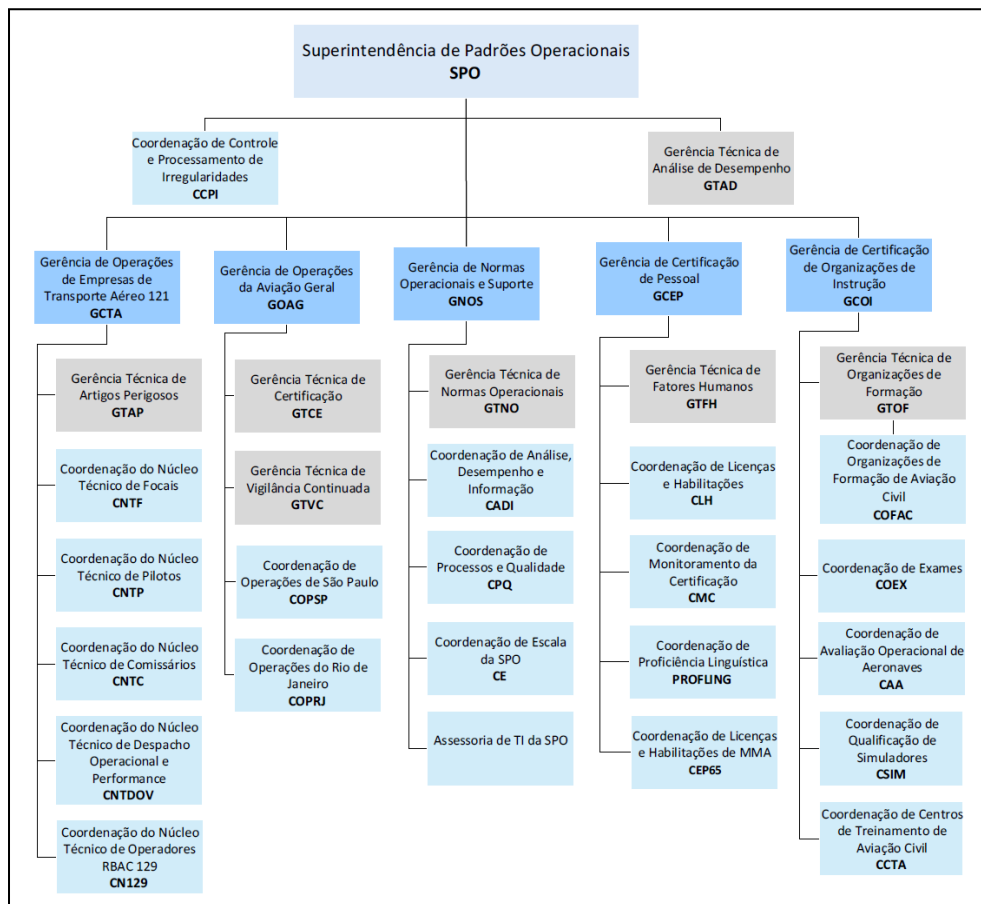 Superintendência de Padrões Operacionais
SPO
Coordenação de Controle
e Processamento de
Irregularidades
CCPI
Gerência Técnica de
Análise de Desempenho
GTAD
Gerência de Operações
de Empresas de
Transporte Aéreo 121
GCTA
Gerência Técnica de
Artigos Perigosos
GTAP
Coordenação do Núcleo
Técnico de Focais
CNTF
Coordenação do Núcleo
Técnico de Pilotos
CNTP
Coordenação do Núcleo
Técnico de Comissários
CNTC
Coordenação do Núcleo
Técnico de Despacho
Operacional e
Performance
CNTDOV
Coordenação do Núcleo
Técnico de Operadores
RBAC 129
CN129
Gerência de Operações
da Aviação Geral
GOAG
Gerência Técnica de
Certificação
GTCE
Gerência Técnica de
Vigilância Continuada
GTVC
Coordenação de
Operações de São Paulo
COPSP
Coordenação de
Operações do Rio de
Janeiro
COPRJ
Gerência de Normas
Operacionais e Suporte
GNOS
Gerência Técnica de
Normas Operacionais
GTNO
Coordenação de Análise,
Desempenho e
Informação
CADI
Coordenação de
Processos e Qualidade
CPQ
Coordenação de Escala
da SPO
CE
Assessoria de TI da SPO
Gerência de Certificação
de Pessoal
GCEP
Gerência Técnica de
Fatores Humanos
GTFH
Coordenação de Licenças
e Habilitações
CLH
Coordenação de
Monitoramento da
Certificação
CMC
Coordenação de
Proficiência Linguística
PROFLING
Coordenação de Licenças
e Habilitações de MMA
CEP65
Gerência de Certificação
de Organizações de
Instrução
GCOI
Gerência Técnica de
Organizações de
Formação
GTOF
Coordenação de
Organizações de
Formação de Aviação
Civil
COFAC
Coordenação de Exames
COEX
Coordenação de
Avaliação Operacional de
Aeronaves
CAA
Coordenação de
Qualificação de
Simuladores
CSIM
Coordenação de Centros
de Treinamento de
Aviação Civil
CCTA